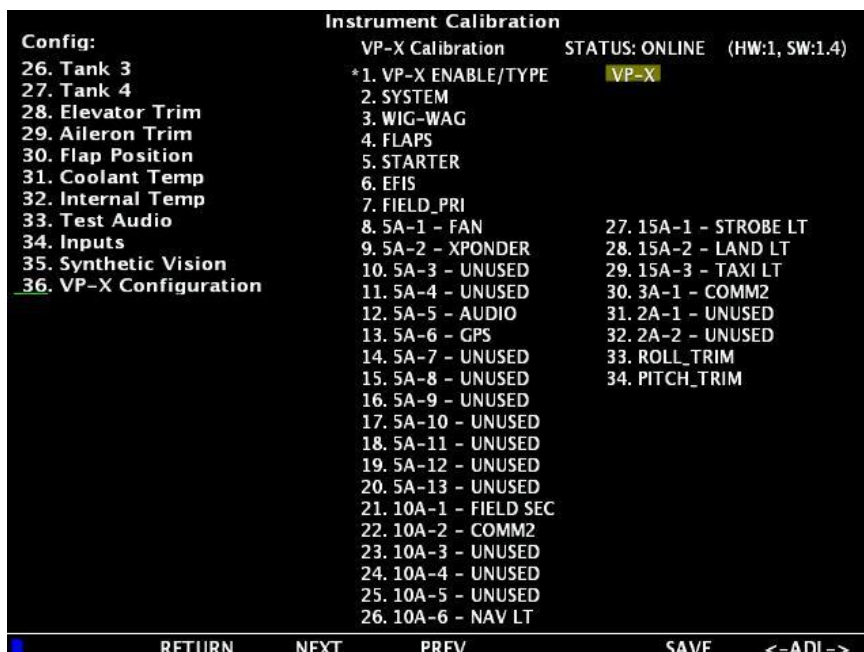 Instrument Calibration
Config:
26. Tank 3
27. Tank 4
28. Elevator Trim
29. Aileron Trim
30. Flap Position
31. Coolant Temp
32. Internal Temp
33. Test Audio
34. Inputs
35. Synthetic Vision
36. VP-X Configuration
VP-X Calibration STATUS: ONLINE (HW:1, SW:1.4)
*1. VP-X ENABLE/TYPE VP-X
2. SYSTEM
3. WIG-WAG
4. FLAPS
5. STARTER
6. EFIS
7. FIELD_PRI
8. 5A-1 - FAN
9. 5A-2 - XPONDER
10. 5A-3 - UNUSED
11. 5A-4 - UNUSED
12. 5A-5 - AUDIO
13. 5A-6 - GPS
14. 5A-7 - UNUSED
15. 5A-8 - UNUSED
16. 5A-9 - UNUSED
17. 5A-10 - UNUSED
18. 5A-11 - UNUSED
19. 5A-12 - UNUSED
20. 5A-13 - UNUSED
21. 10A-1 - FIELD SEC
22. 10A-2 - COMM2
23. 10A-3 - UNUSED
24. 10A-4 - UNUSED
25. 10A-5 - UNUSED
26. 10A-6 - NAV LT
27. 15A-1 - STROBE LT
28. 15A-2 - LAND LT
29. 15A-3 - TAXI LT
30. 3A-1 - COMM2
31. 2A-1 - UNUSED
32. 2A-2 - UNUSED
33. ROLL_TRIM
34. PITCH_TRIM
RETURN NEXT PREV SAVE <-ADJ->